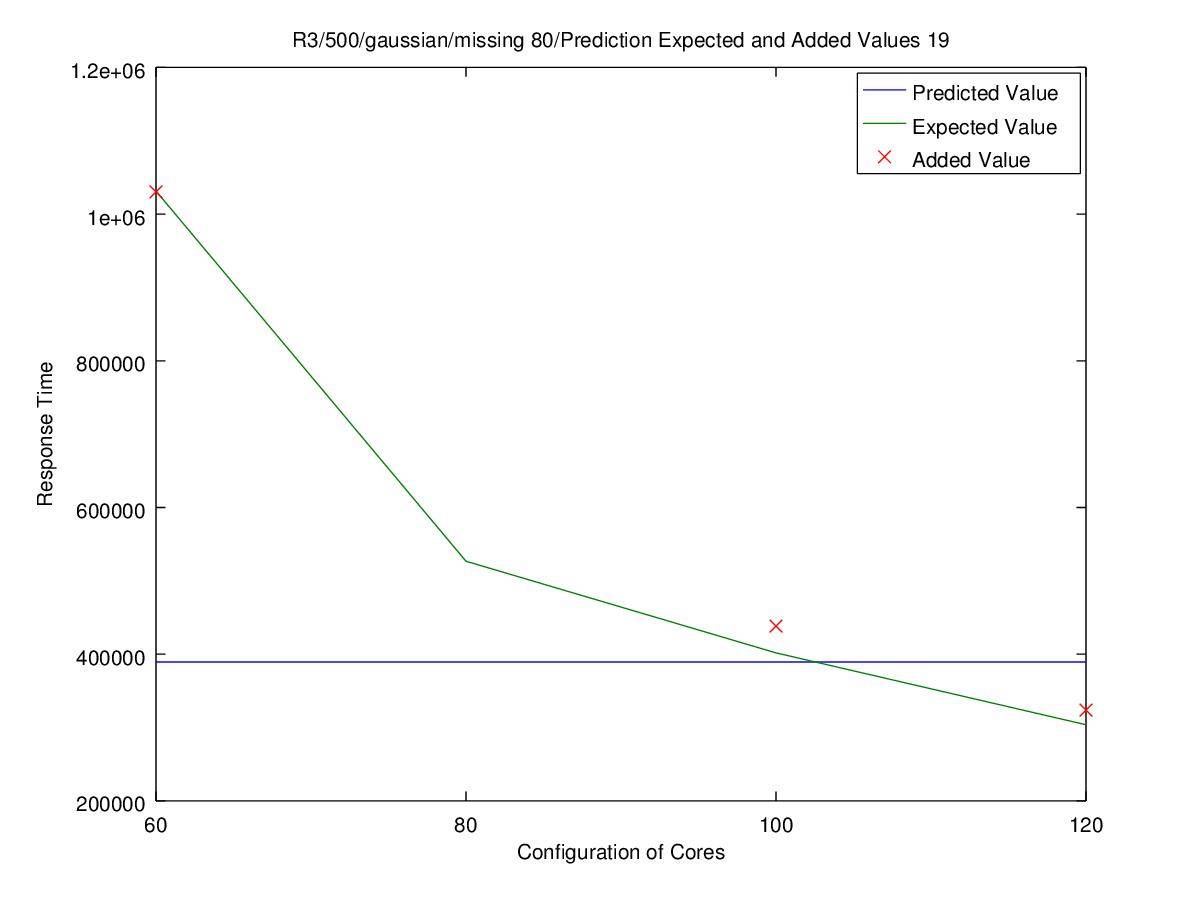 R3/500/gaussian/missing 80/Prediction Expected and Added Values 19
1.2e+06
1e+06
800000
600000
400000
200000
Response Time
Predicted Value
Expected Value
Added Value
60
80
100
120
Configuration of Cores